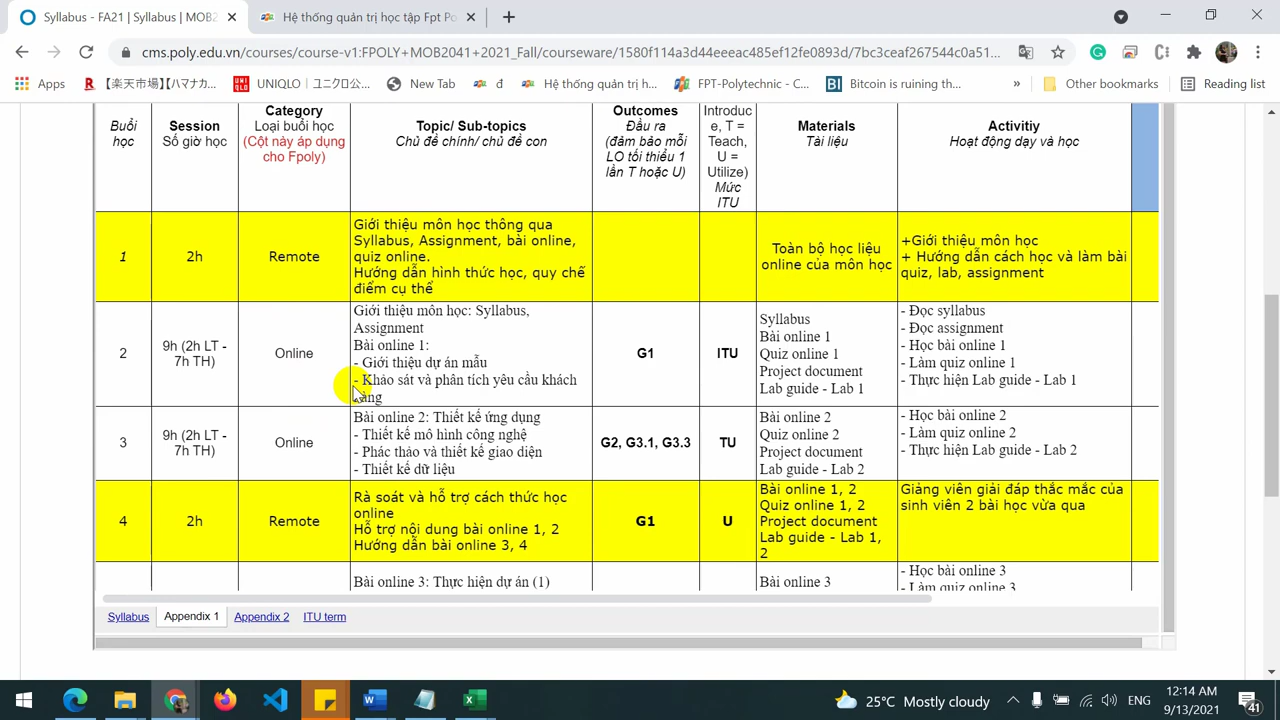 Syllabus - FA21 | Syllabus | MOB2
Hệ thống quản trị học tập Fpt Po
cms.poly.edu.vn/courses/course-v1:FPOLY+MOB2041+2021_Fall/courseware/1580f114a3d44eeeac485ef12fe0893d/7bc3ceaf267544c0a51...
Apps
【楽天市場】【ハマナカ...
UNIQLO｜ユニクロ公...
New Tab
đ
Hệ thống quản trị h...
FPT-Polytechnic - C...
Bitcoin is ruining th...
»
Other bookmarks
Reading list
Buổi
học
Session
Số giờ học
Category
Loại buổi học
(Cột này áp dụng
cho Fpoly)
Topic/ Sub-topics
Chủ đề chính/ chủ đề con
Outcomes
Đầu ra
(đảm bảo mỗi
LO tối thiểu 1
lần T hoặc U)
Introduc
e, T =
Teach,
U =
Utilize)
Mức
ITU
Materials
Tài liệu
Activitiy
Hoạt động dạy và học
1
2h
Remote
Giới thiệu môn học thông qua
Syllabus, Assignment, bài online,
quiz online.
Hướng dẫn hình thức học, quy chế
điểm cụ thể
Toàn bộ học liệu
online của môn học
+Giới thiệu môn học
+ Hướng dẫn cách học và làm bài
quiz, lab, assignment
2
9h (2h LT -
7h TH)
Online
Giới thiệu môn học: Syllabus,
Assignment
Bài online 1:
- Giới thiệu dự án mẫu
- Khảo sát và phân tích yêu cầu khách
hàng
G1
ITU
Syllabus
Bài online 1
Quiz online 1
Project document
Lab guide - Lab 1
- Đọc syllabus
- Đọc assignment
- Học bài online 1
- Làm quiz online 1
- Thực hiện Lab guide - Lab 1
3
9h (2h LT -
7h TH)
Online
Bài online 2: Thiết kế ứng dụng
- Thiết kế mô hình công nghệ
- Phác thảo và thiết kế giao diện
- Thiết kế dữ liệu
G2, G3.1, G3.3
TU
Bài online 2
Quiz online 2
Project document
Lab guide - Lab 2
- Học bài online 2
- Làm quiz online 2
- Thực hiện Lab guide - Lab 2
4
2h
Remote
Rà soát và hỗ trợ cách thức học
online
Hỗ trợ nội dung bài online 1, 2
Hướng dẫn bài online 3, 4
G1
U
Bài online 1, 2
Quiz online 1, 2
Project document
Lab guide - Lab 1,
2
Giảng viên giải đáp thắc mắc của
sinh viên 2 bài học vừa qua
Bài online 3: Thực hiện dự án (1)
Bài online 3
- Học bài online 3
- Làm quiz online 3
Syllabus
Appendix 1
Appendix 2
ITU term
25°C Mostly cloudy
ENG
12:14 AM
9/13/2021
41